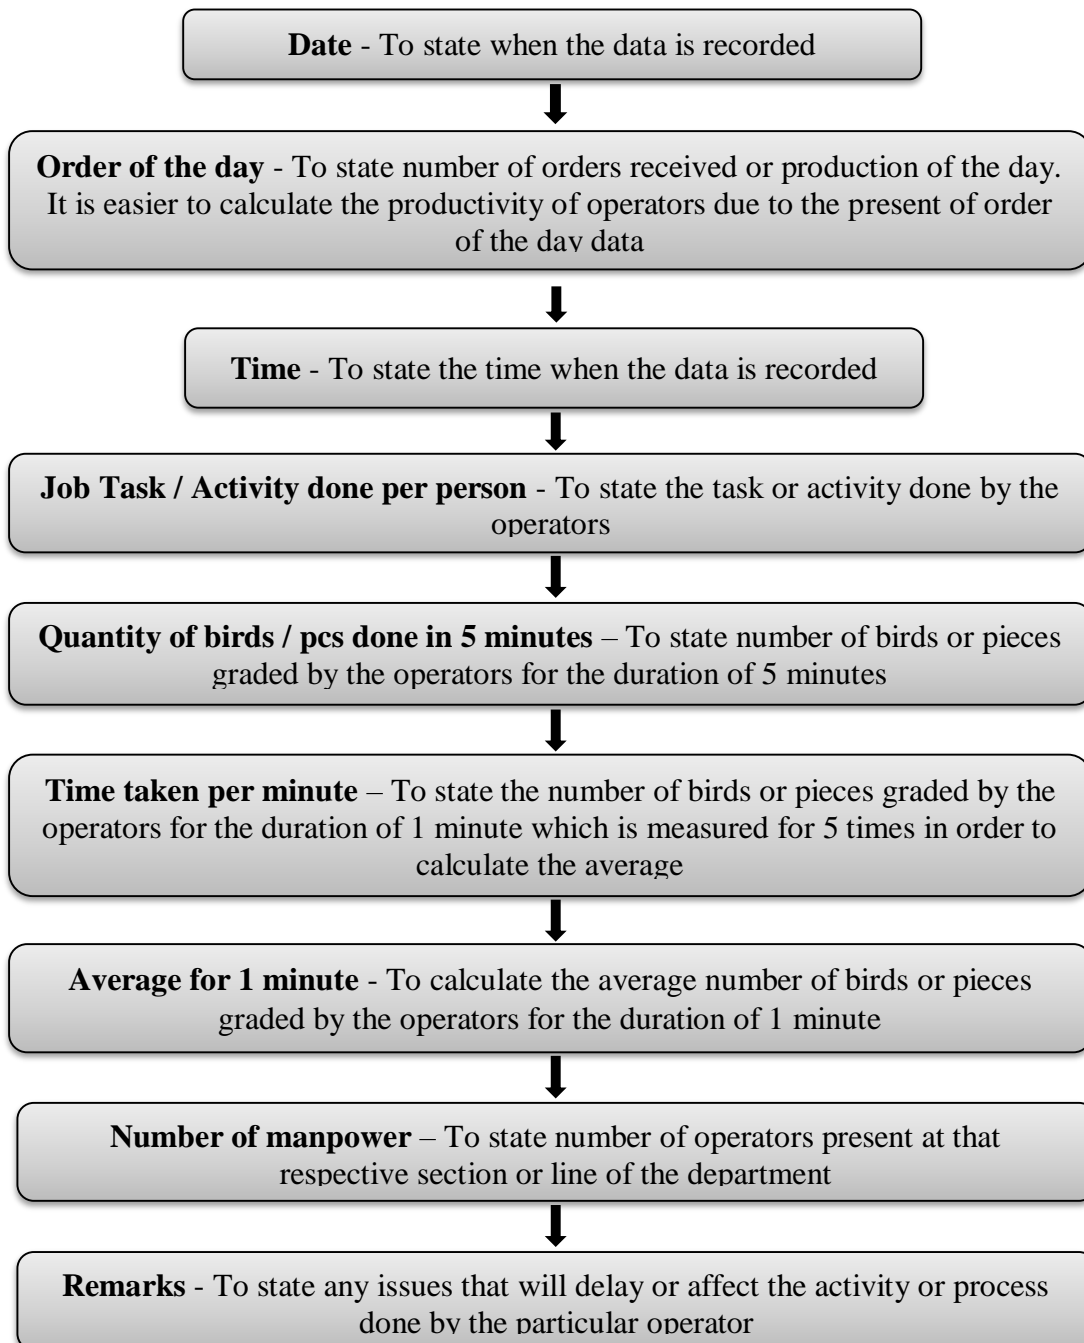 Date - To state when the data is recorded
Order of the day - To state number of orders received or production of the day.
It is easier to calculate the productivity of operators due to the present of order
of the day data
Time - To state the time when the data is recorded
Job Task / Activity done per person - To state the task or activity done by the
operators
Quantity of birds / pcs done in 5 minutes – To state number of birds or pieces
graded by the operators for the duration of 5 minutes
Time taken per minute – To state the number of birds or pieces graded by the
operators for the duration of 1 minute which is measured for 5 times in order to
calculate the average
Average for 1 minute - To calculate the average number of birds or pieces
graded by the operators for the duration of 1 minute
Number of manpower – To state number of operators present at that
respective section or line of the department
Remarks - To state any issues that will delay or affect the activity or process
done by the particular operator